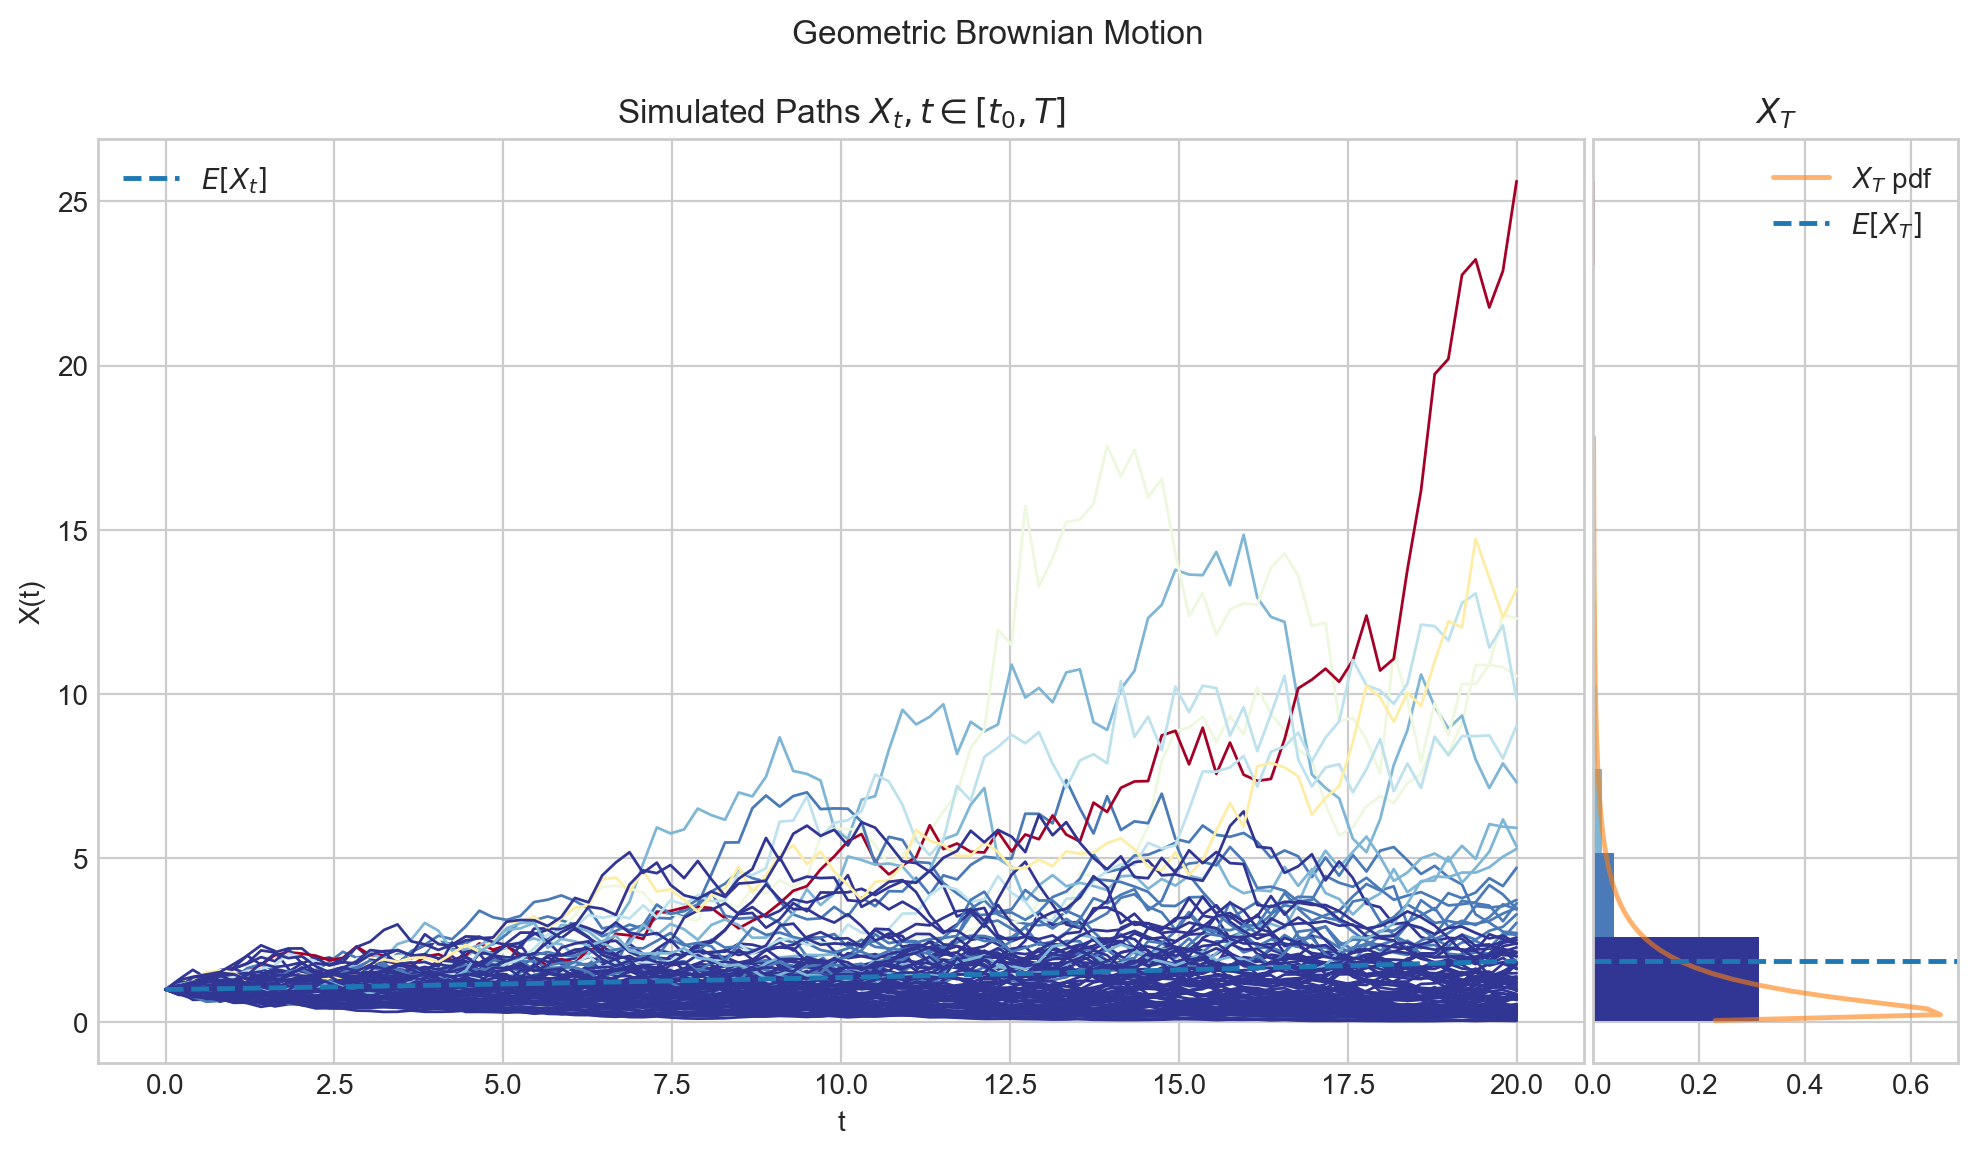 Geometric Brownian Motion
Simulated Paths $X_t, t \in [t_0, T]$
$X_T$
$E[X_t]$
$X_T$ pdf
$E[X_T]$
25
20
15
10
5
0
X(t)
0.0 2.5 5.0 7.5 10.0 12.5 15.0 17.5 20.0
0.0 0.2 0.4 0.6
t